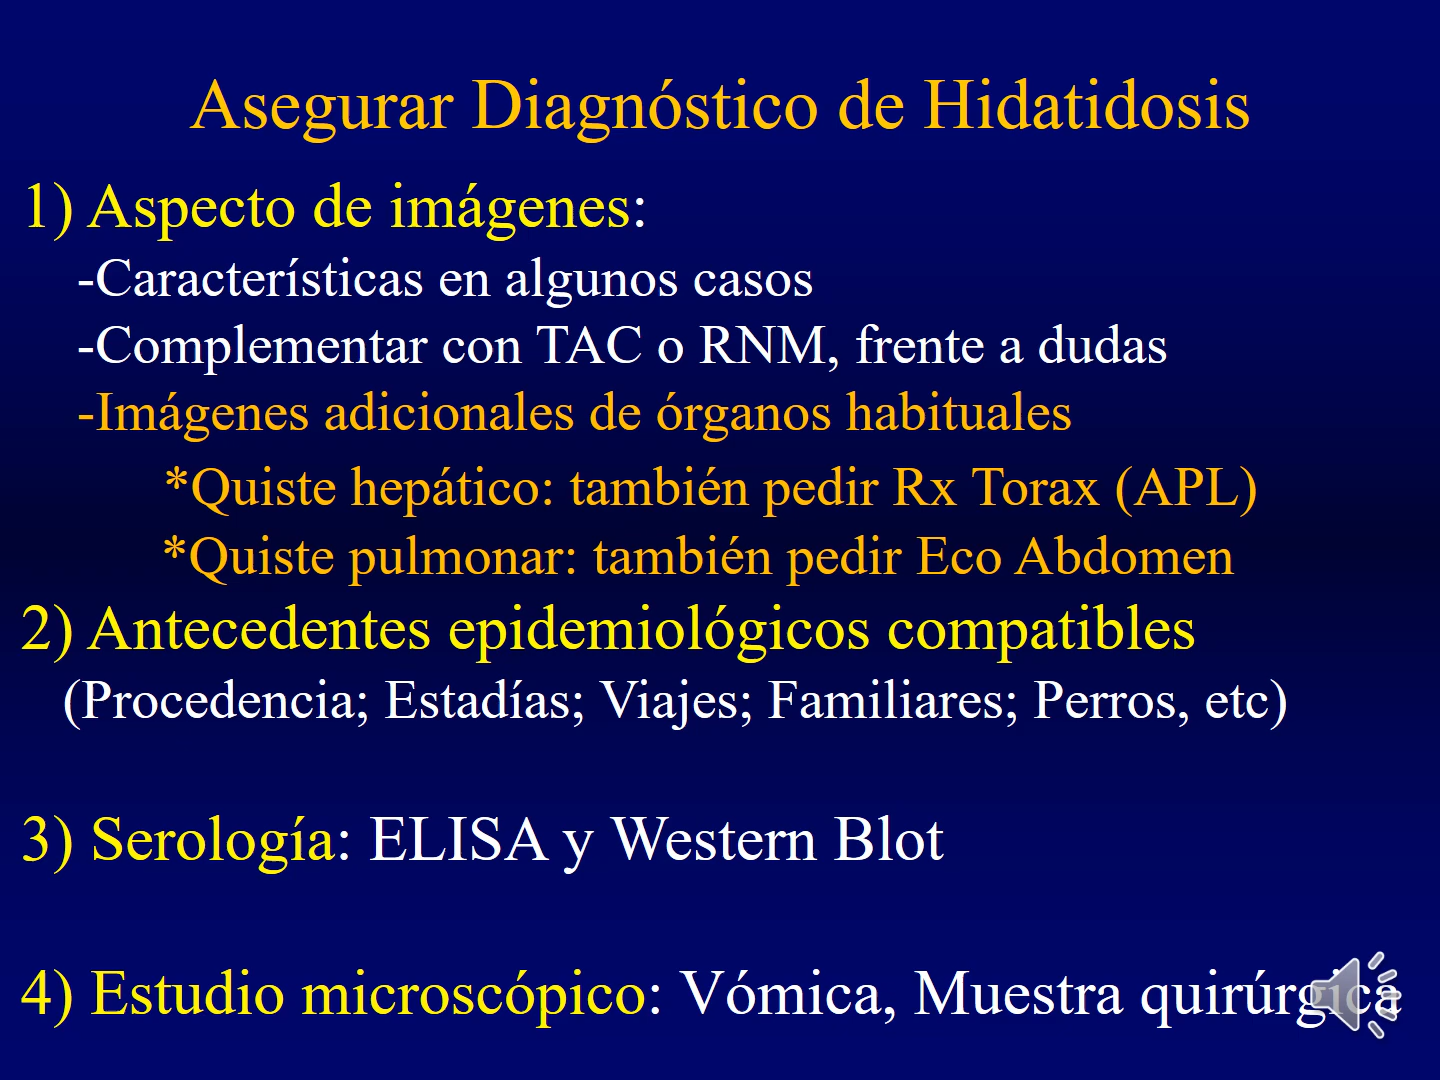 Asegurar Diagnóstico de Hidatidosis
1) Aspecto de imágenes:
-Características en algunos casos
-Complementar con TAC o RNM, frente a dudas
-Imágenes adicionales de órganos habituales
*Quiste hepático: también pedir Rx Torax (APL)
*Quiste pulmonar: también pedir Eco Abdomen
2) Antecedentes epidemiológicos compatibles
(Procedencia; Estadías; Viajes; Familiares; Perros, etc)
3) Serología: ELISA y Western Blot
4) Estudio microscópico: Vómica, Muestra quirúrgica